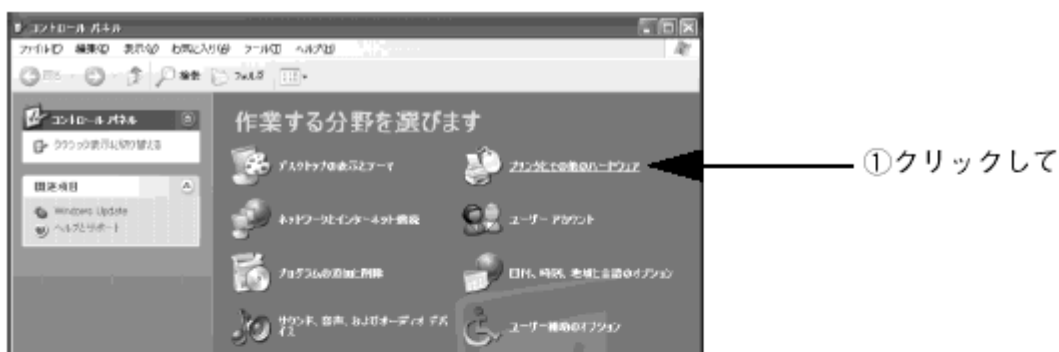 コントロール パネル
ファイル(F) 編集(E) 表示(V) お気に入り(A) ツール(T) ヘルプ(H)
戻る 検索 フォルダ
コントロール パネル
クラシック表示に切り替える
関連項目
Windows Update
ヘルプとサポート
作業する分野を選びます
デスクトップの表示とテーマ
プリンタとその他のハードウェア
①クリックして
ネットワークとインターネット接続
ユーザー アカウント
プログラムの追加と削除
日付、時刻、地域と言語のオプション
サウンド、音声、およびオーディオ デバ
イス
ユーザー補助のオプション